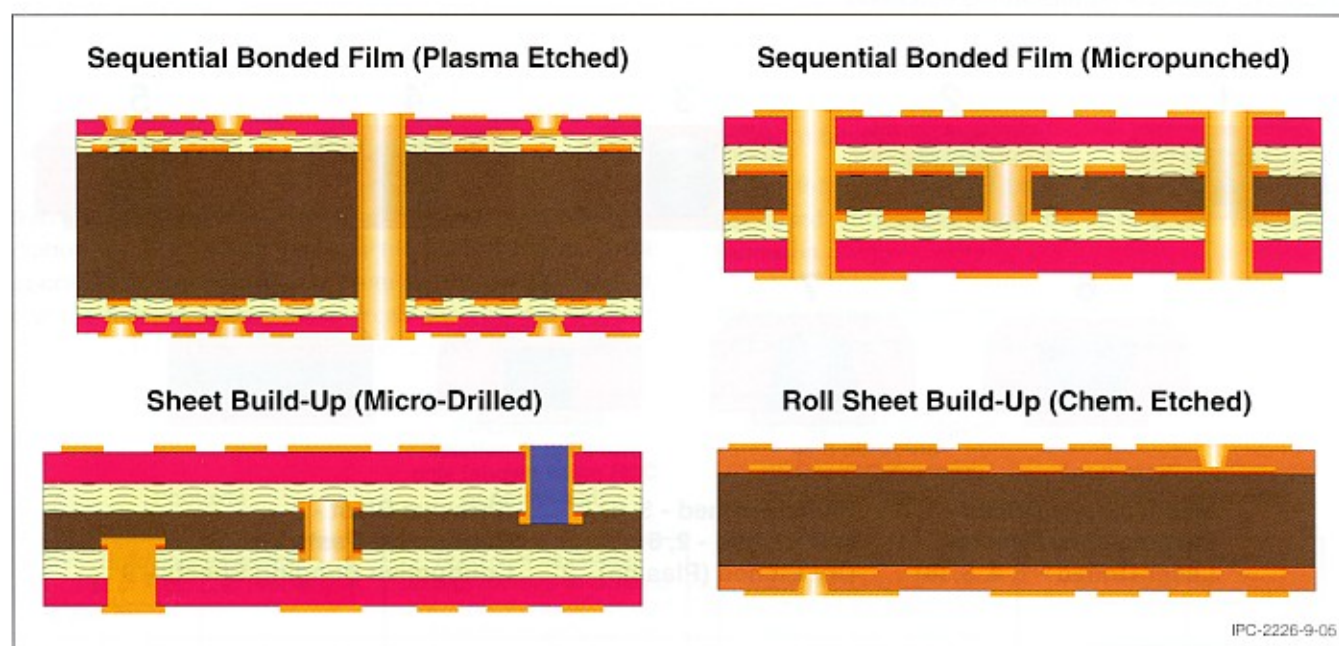 Sequential Bonded Film (Plasma Etched)
Sequential Bonded Film (Micropunched)
Sheet Build-Up (Micro-Drilled)
Roll Sheet Build-Up (Chem. Etched)
IPC-2226-9-05